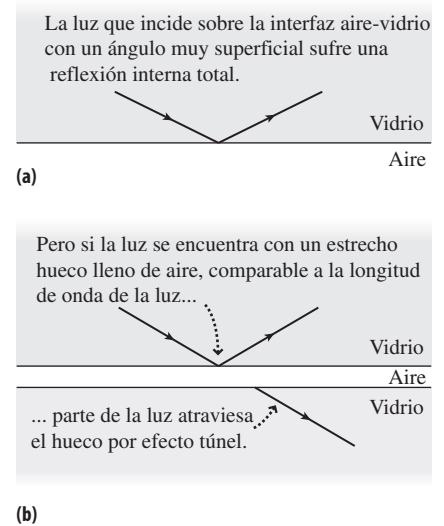 La luz que incide sobre la interfaz aire-vidrio
con un ángulo muy superficial sufre una
reflexión interna total.
Vidrio
Aire
(a)
Pero si la luz se encuentra con un estrecho
hueco lleno de aire, comparable a la longitud
de onda de la luz...
Vidrio
Aire
Vidrio
... parte de la luz atraviesa
el hueco por efecto túnel.
(b)